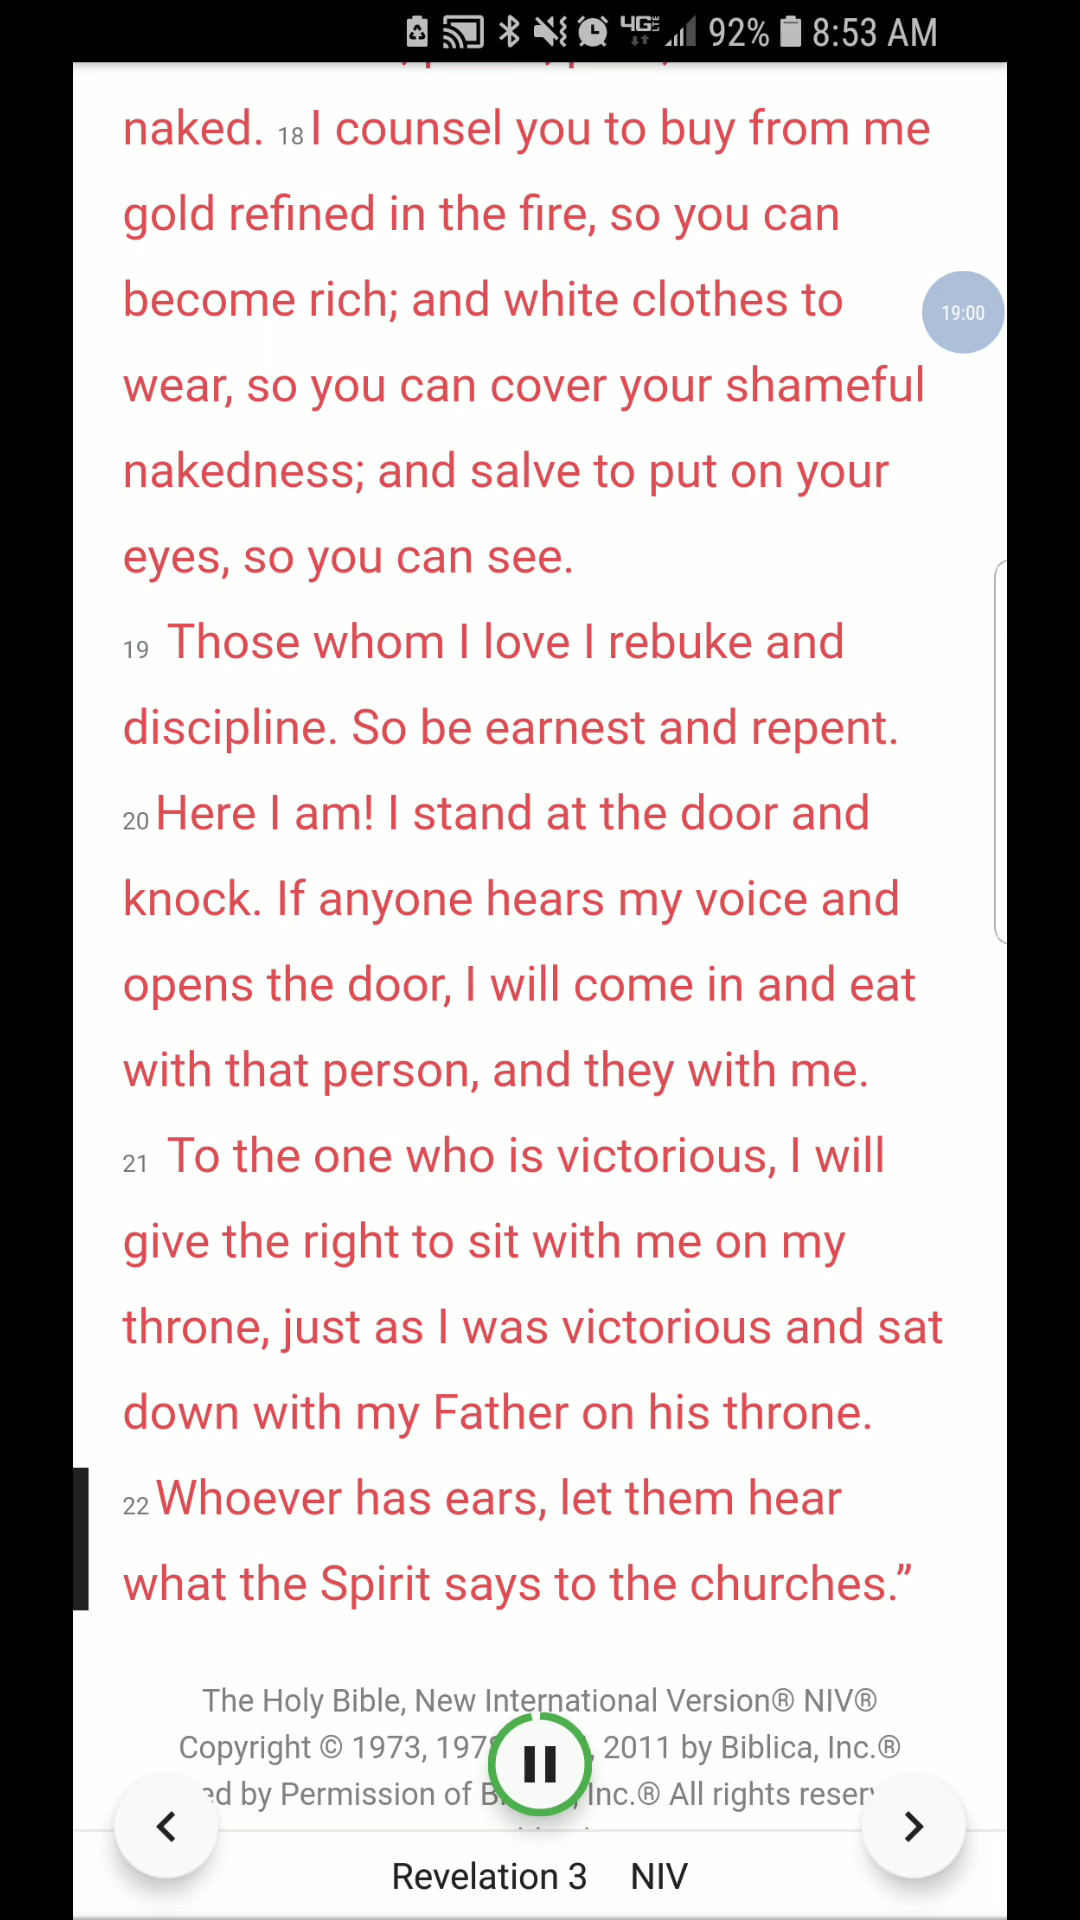 4G LTE 92% 8:53 AM
naked. 18 I counsel you to buy from me
gold refined in the fire, so you can
become rich; and white clothes to
19:00
wear, so you can cover your shameful
nakedness; and salve to put on your
eyes, so you can see.
19 Those whom I love I rebuke and
discipline. So be earnest and repent.
20 Here I am! I stand at the door and
knock. If anyone hears my voice and
opens the door, I will come in and eat
with that person, and they with me.
21 To the one who is victorious, I will
give the right to sit with me on my
throne, just as I was victorious and sat
down with my Father on his throne.
22 Whoever has ears, let them hear
what the Spirit says to the churches.”
The Holy Bible, New International Version® NIV®
Copyright © 1973, 2011 by Biblica, Inc.®
by Permission of Inc.® All rights
Revelation 3 NIV